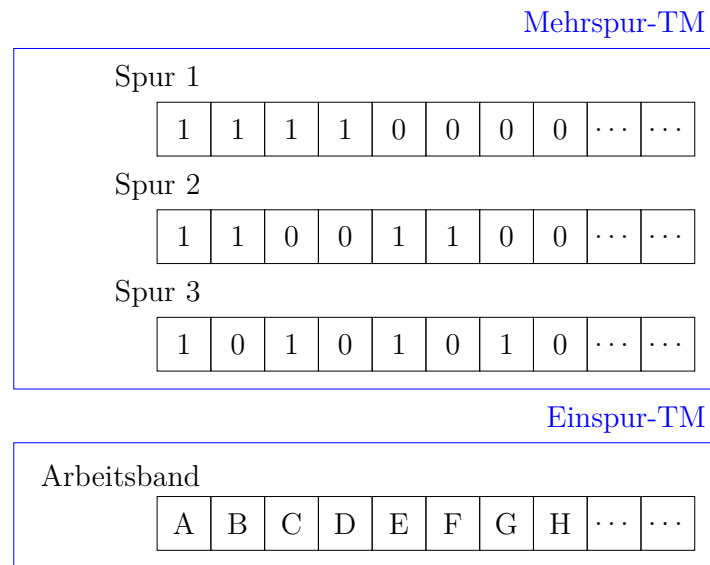 Mehrspur-TM
Spur 1
1 1 1 1 0 0 0 0 ··· ···
Spur 2
1 1 0 0 1 1 0 0 ··· ···
Spur 3
1 0 1 0 1 0 1 0 ··· ···
Einspur-TM
Arbeitsband
A B C D E F G H ··· ···